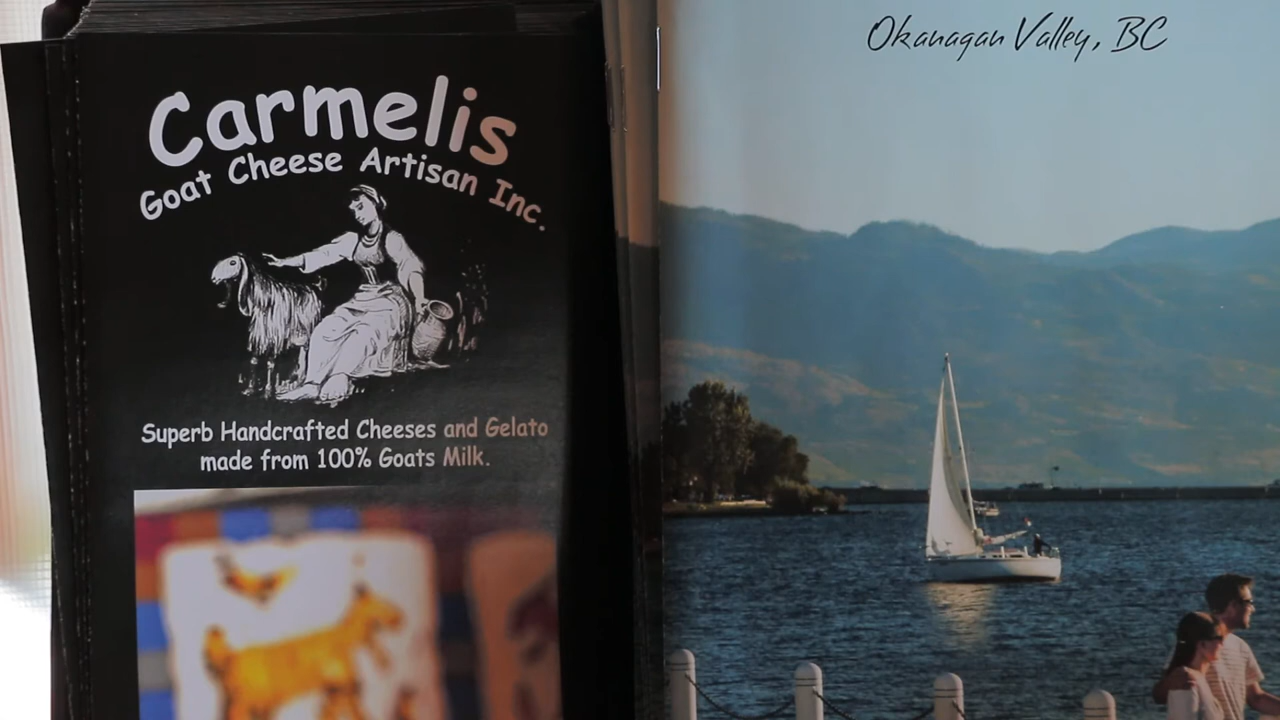 Carmelis
Goat Cheese Artisan Inc.
Superb Handcrafted Cheeses and Gelato
made from 100% Goats Milk.
Okanagan Valley, BC